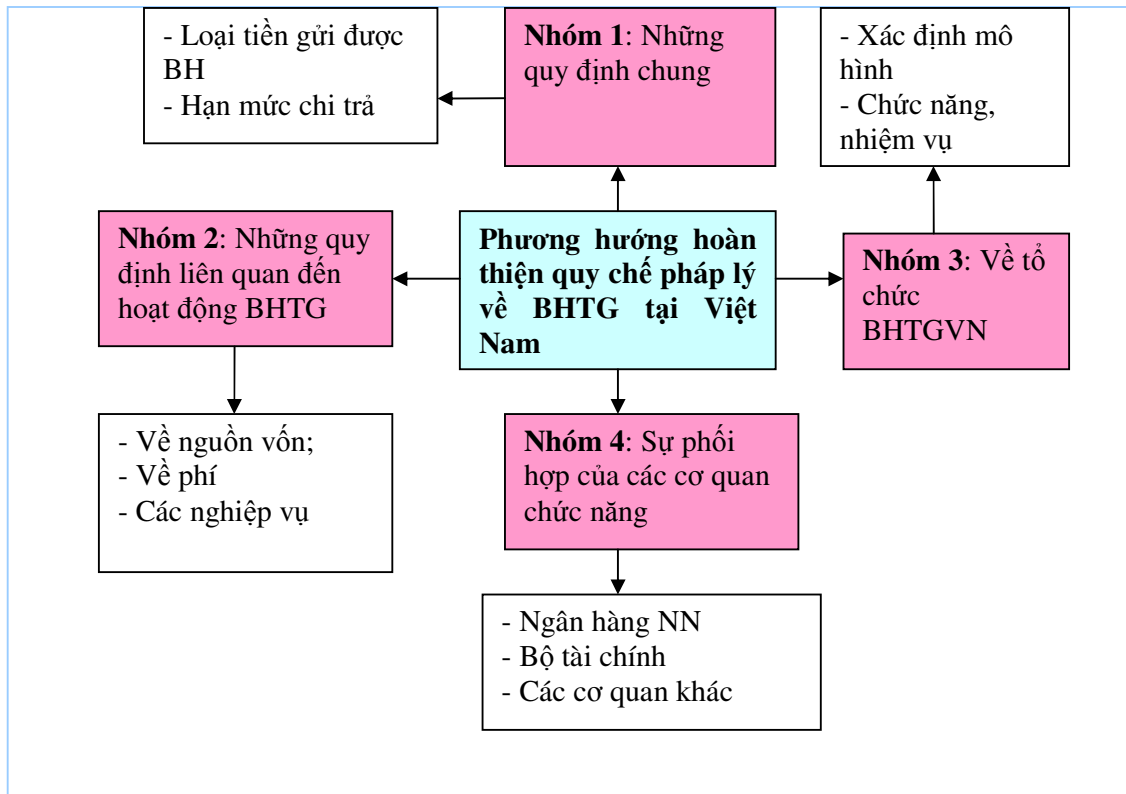 - Loại tiền gửi được
BH
- Hạn mức chi trả
Nhóm 1: Những
quy định chung
- Xác định mô
hình
- Chức năng,
nhiệm vụ
Nhóm 2: Những quy
định liên quan đến
hoạt động BHTG
Phương hướng hoàn
thiện quy chế pháp lý
về BHTG tại Việt
Nam
Nhóm 3: Về tổ
chức
BHTGVN
- Về nguồn vốn;
- Về phí
- Các nghiệp vụ
Nhóm 4: Sự phối
hợp của các cơ quan
chức năng
- Ngân hàng NN
- Bộ tài chính
- Các cơ quan khác